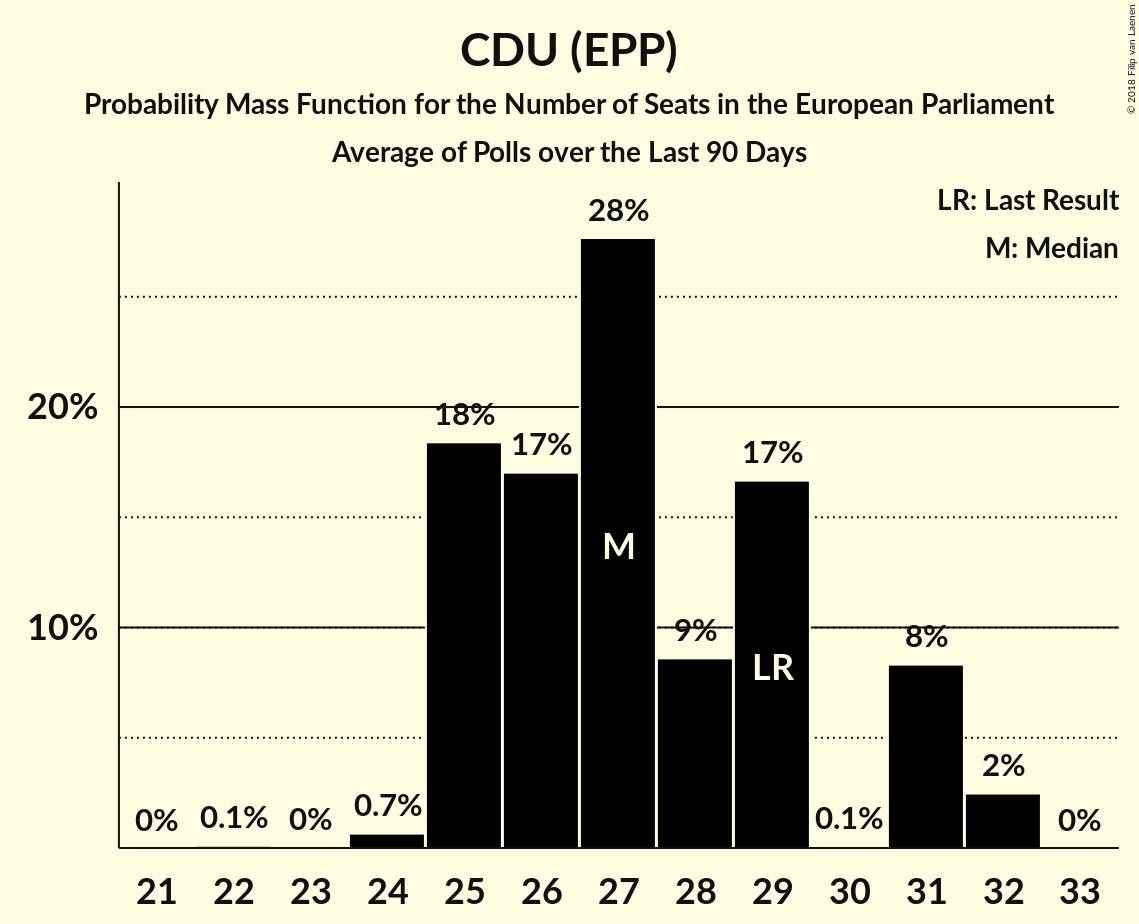 CDU (EPP)
Probability Mass Function for the Number of Seats in the European Parliament
Average of Polls over the Last 90 Days
© 2018 Filip van Laenen
LR: Last Result
M: Median
20%
10%
0%
0.1%
0%
0.7%
18%
17%
28%
9%
17%
0.1%
8%
2%
0%
M
LR
21 22 23 24 25 26 27 28 29 30 31 32 33